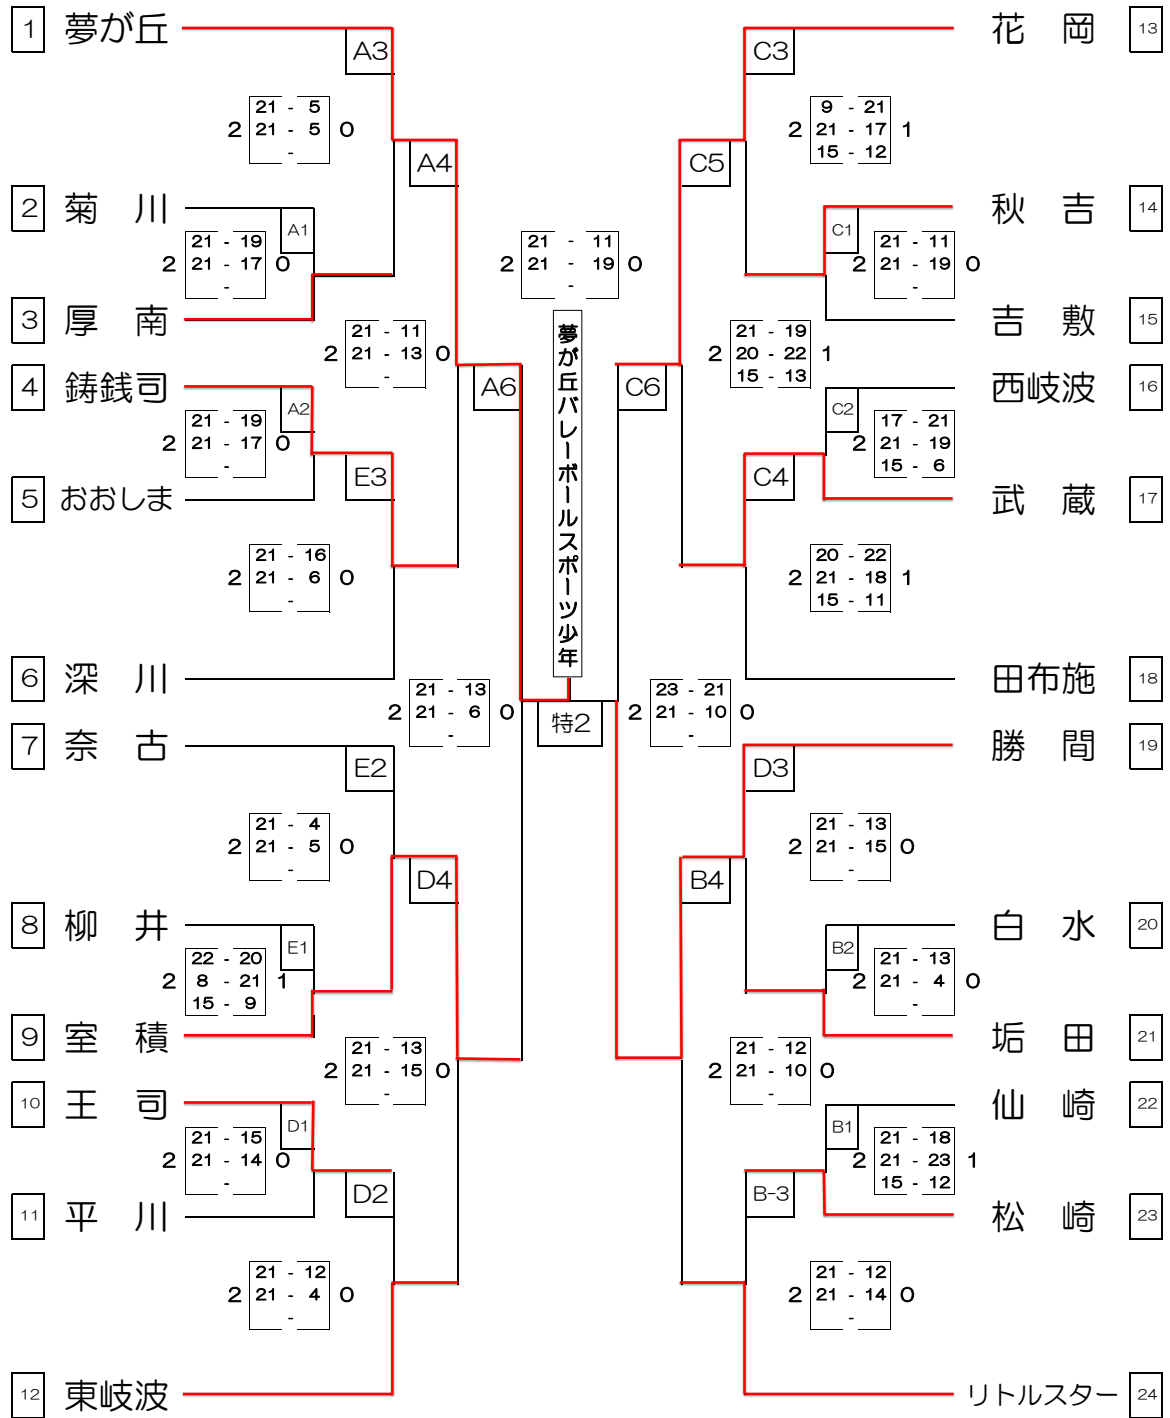 1 夢が丘
A3
21 - 5
2 21 - 5 0
-
A4
2 菊 川
A1
21 - 19
2 21 - 17 0
-
3 厚 南
21 - 11
2 21 - 13 0
-
4 鋳銭司
A2
21 - 19
2 21 - 17 0
-
A6
5 おおしま
E3
21 - 16
2 21 - 6 0
-
6 深 川
21 - 13
2 21 - 6 0
-
7 奈 古
E2
21 - 4
2 21 - 5 0
-
D4
8 柳 井
E1
22 - 20
2 8 - 21 1
15 - 9
9 室 積
21 - 13
2 21 - 15 0
-
10 王 司
D1
21 - 15
2 21 - 14 0
-
11 平 川
D2
21 - 12
2 21 - 4 0
-
12 東岐波
21 - 11
2 21 - 19 0
-
夢が丘バレーボールスポーツ少年
特2
花 岡 13
C3
9 - 21
2 21 - 17 1
15 - 12
C5
秋 吉 14
C1
21 - 11
2 21 - 19 0
-
吉 敷 15
21 - 19
2 20 - 22 1
15 - 13
C6
西岐波 16
C2
17 - 21
2 21 - 19
15 - 6
武 蔵 17
C4
20 - 22
2 21 - 18 1
15 - 11
田布施 18
23 - 21
2 21 - 10 0
-
勝 間 19
D3
21 - 13
2 21 - 15 0
-
B4
白 水 20
B2
21 - 13
2 21 - 4 0
-
垢 田 21
21 - 12
2 21 - 10 0
-
仙 崎 22
B1
21 - 18
2 21 - 23 1
15 - 12
松 崎 23
B-3
21 - 12
2 21 - 14 0
-
リトルスター 24